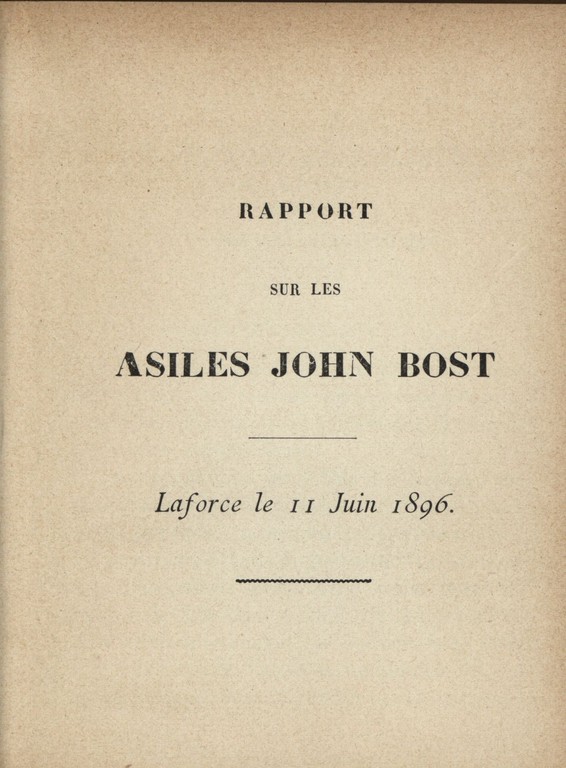 RAPPORT
SUR LES
ASILES JOHN BOST
Laforce le 11 Juin 1896.